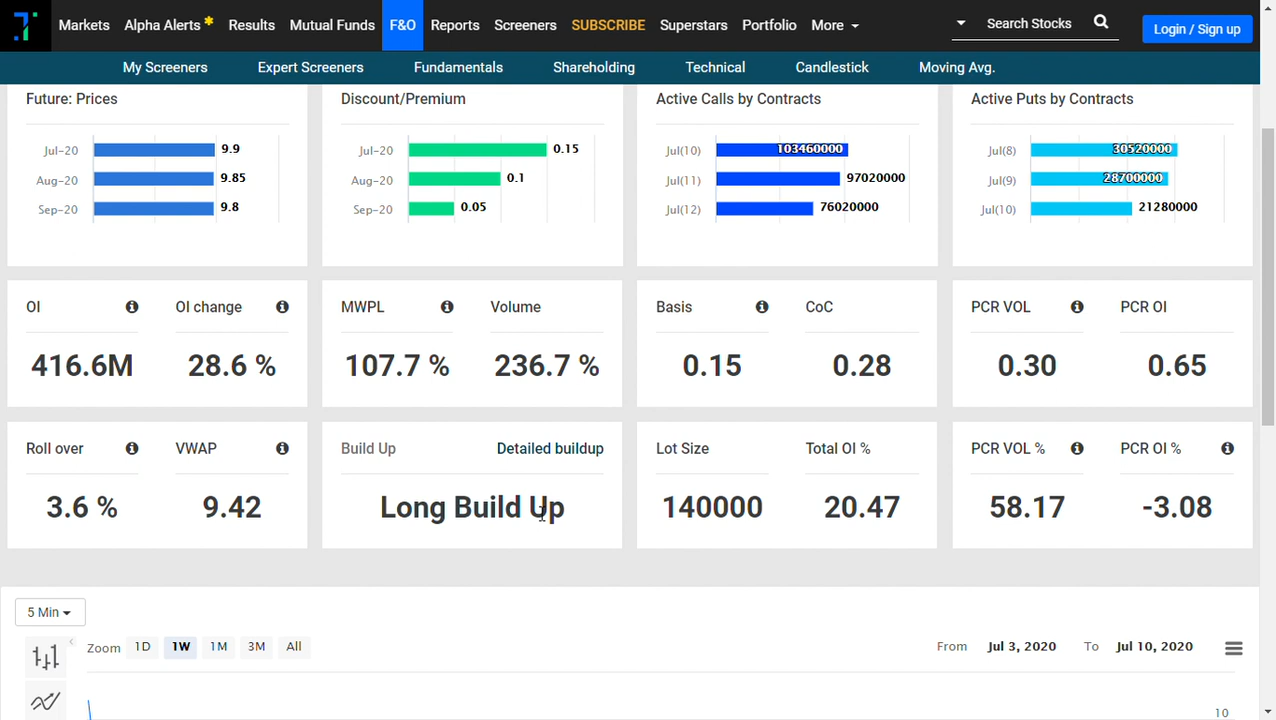 Markets Alpha Alerts Results Mutual Funds F&O Reports Screeners SUBSCRIBE Superstars Portfolio More Search Stocks Login / Sign up
My Screeners Expert Screeners Fundamentals Shareholding Technical Candlestick Moving Avg.
Future: Prices
Jul-20 9.9
Aug-20 9.85
Sep-20 9.8
Discount/Premium
Jul-20 0.15
Aug-20 0.1
Sep-20 0.05
Active Calls by Contracts
Jul(10) 103460000
Jul(11) 97020000
Jul(12) 76020000
Active Puts by Contracts
Jul(8) 30520000
Jul(9) 28700000
Jul(10) 21280000
OI OI change
416.6M 28.6 %
MWPL Volume
107.7 % 236.7 %
Basis CoC
0.15 0.28
PCR VOL PCR OI
0.30 0.65
Roll over VWAP
3.6 % 9.42
Build Up Detailed buildup
Long Build Up
Lot Size Total OI %
140000 20.47
PCR VOL % PCR OI %
58.17 -3.08
5 Min
Zoom 1D 1W 1M 3M All From Jul 3, 2020 To Jul 10, 2020
10